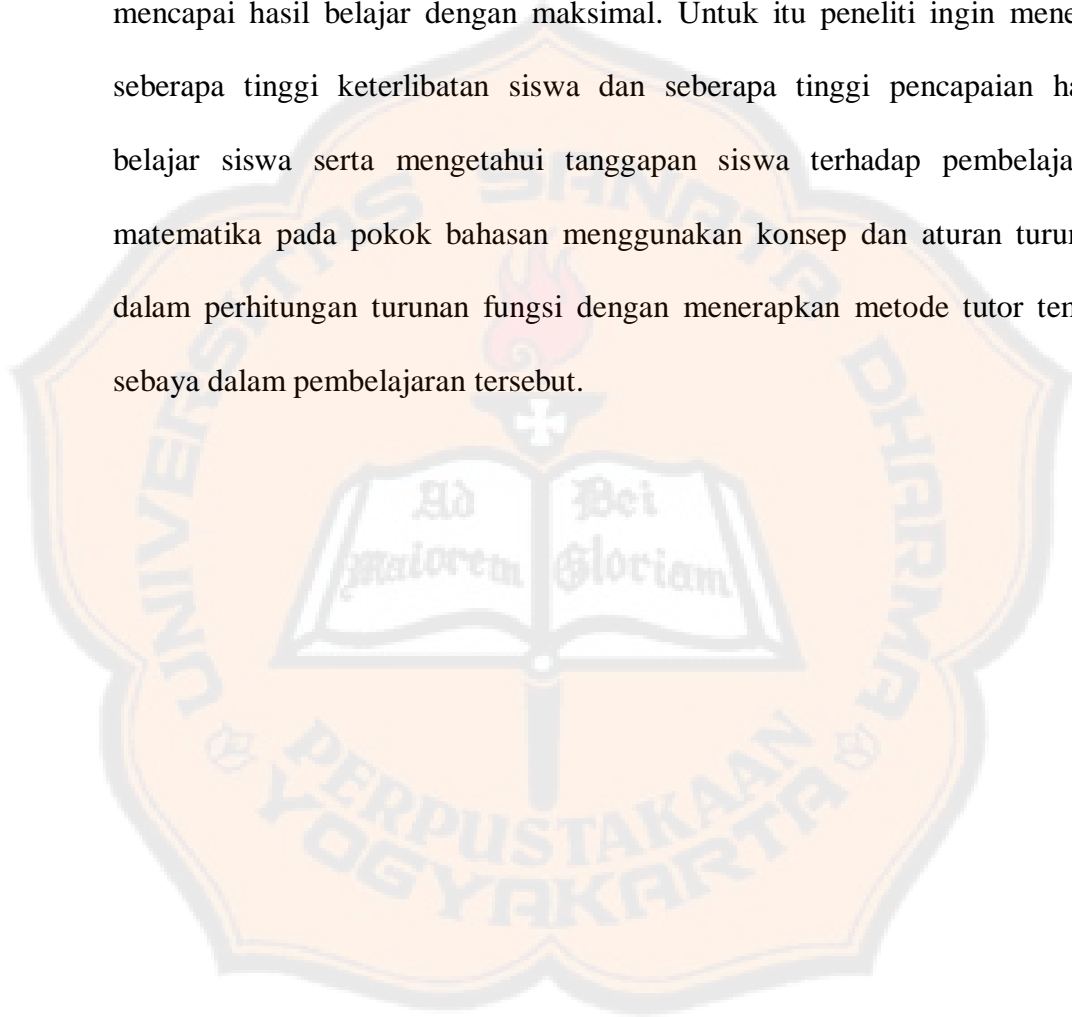 mencapai hasil belajar dengan maksimal. Untuk itu peneliti ingin mene
seberapa tinggi keterlibatan siswa dan seberapa tinggi pencapaian ha
belajar siswa serta mengetahui tanggapan siswa terhadap pembelaja
matematika pada pokok bahasan menggunakan konsep dan aturan turu
dalam perhitungan turunan fungsi dengan menerapkan metode tutor te
sebaya dalam pembelajaran tersebut.
UNIVERSITAS SANATA DHARMA
Ad Dei
Maiorem Gloriam
PERPUSTAKAAN
YOGYAKARTA